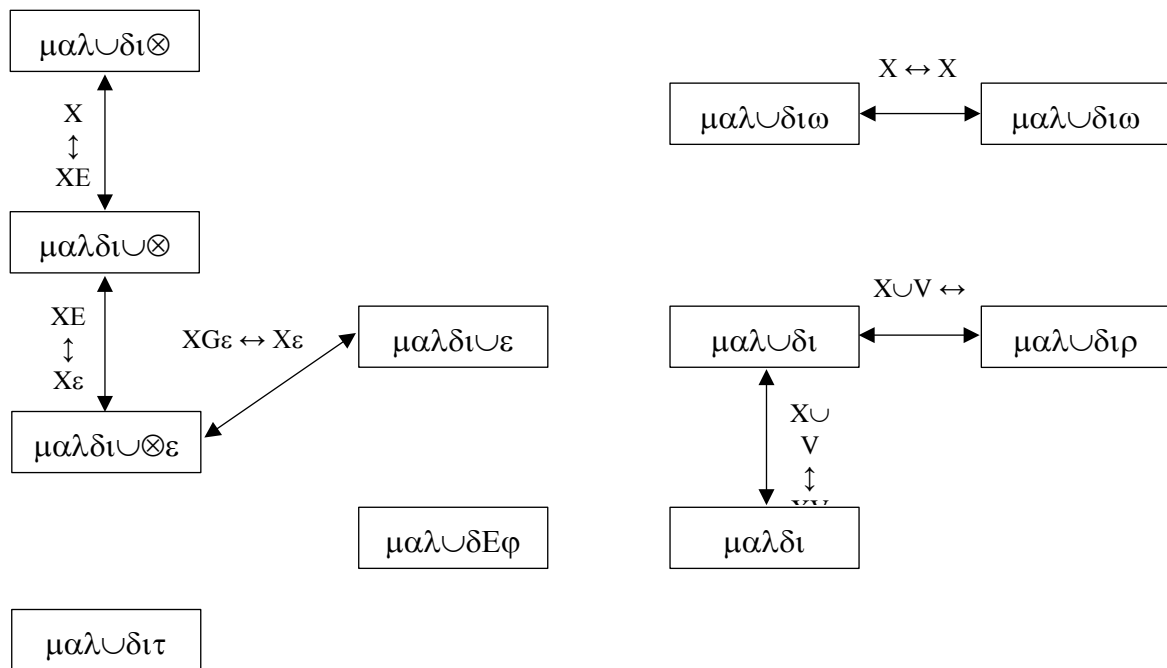 μαλ∪δι⊗
X
↕
XE
μαλδι∪⊗
XE
↕
Xε
μαλδι∪⊗ε
XGε ↔ Xε
μαλδι∪ε
μαλ∪δEφ
μαλ∪διτ
X ↔ X
μαλ∪διω
μαλ∪διω
X∪V ↔
μαλ∪δι
μαλ∪διρ
X∪
V
↕
μαλδι